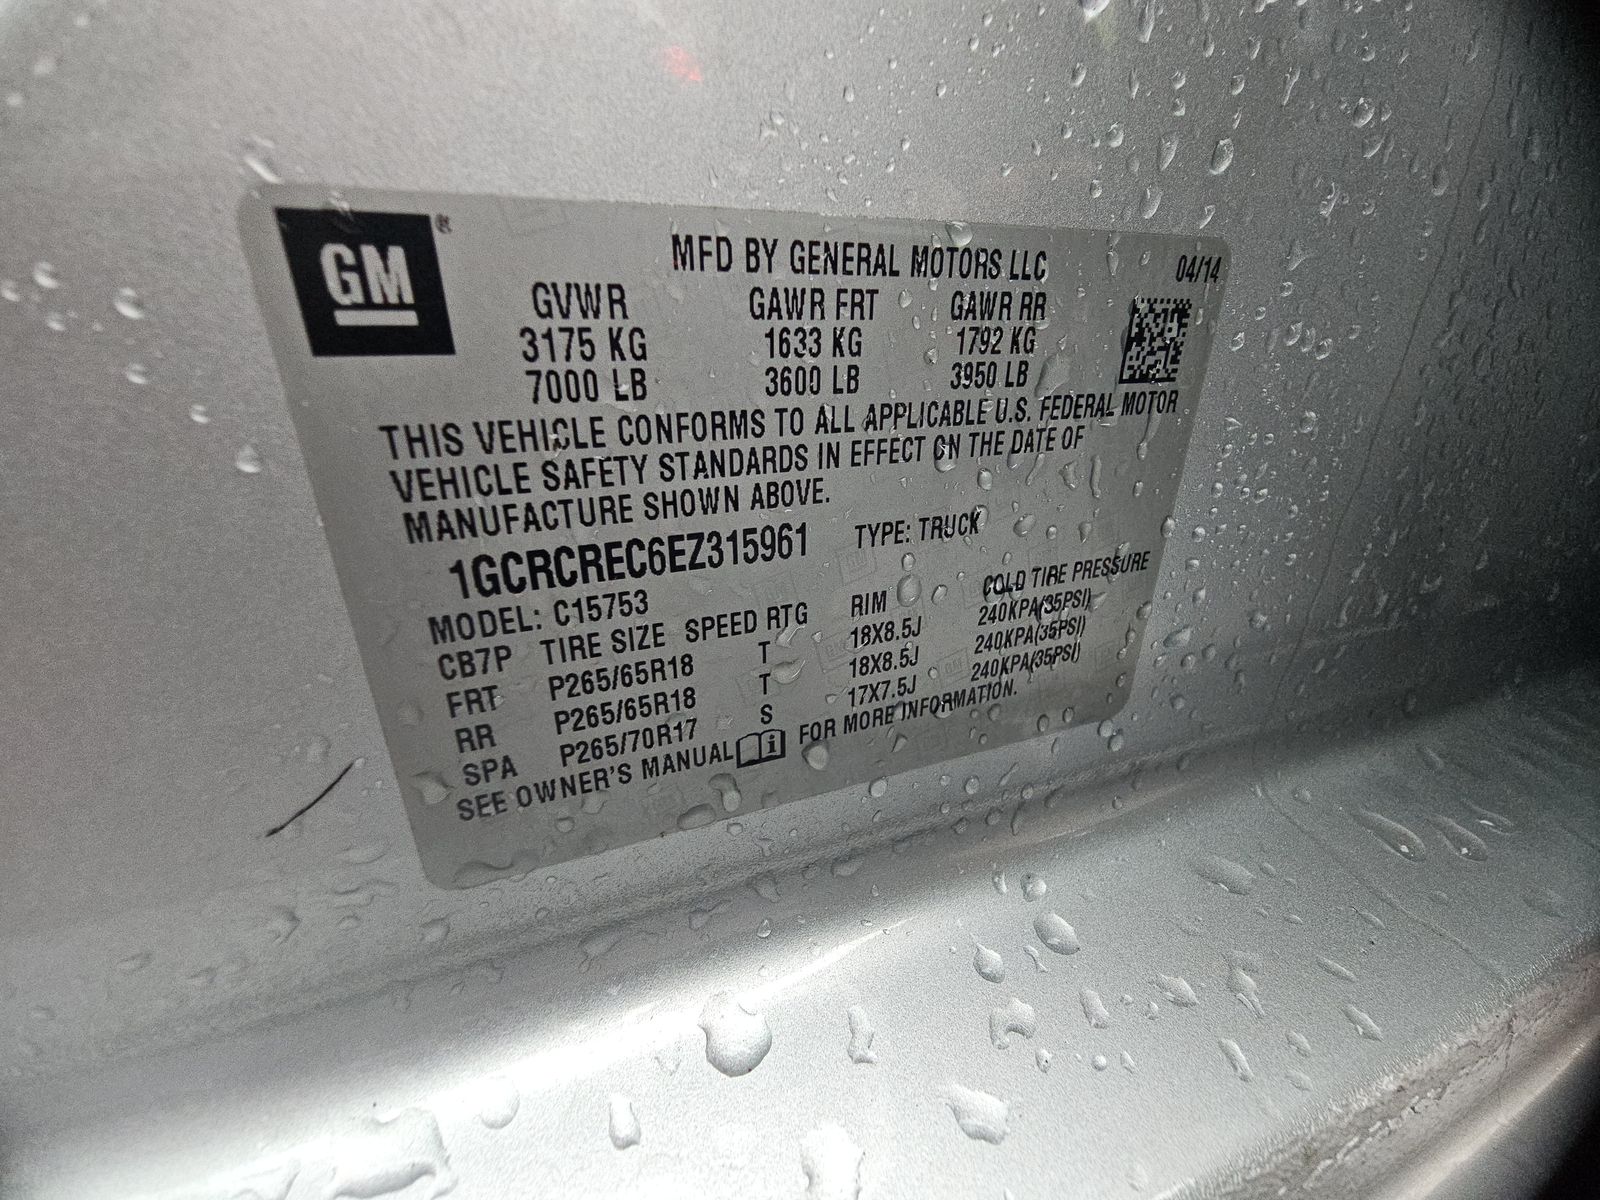 GM®
MFD BY GENERAL MOTORS LLC 04/14
GVWR GAWR FRT GAWR RR
3175 KG 1633 KG 1792 KG
7000 LB 3600 LB 3950 LB
THIS VEHICLE CONFORMS TO ALL APPLICABLE U.S. FEDERAL MOTOR
VEHICLE SAFETY STANDARDS IN EFFECT ON THE DATE OF
MANUFACTURE SHOWN ABOVE.
1GCRCREC6EZ315961 TYPE: TRUCK
MODEL: C15753
CB7P TIRE SIZE SPEED RTG RIM COLD TIRE PRESSURE
FRT P265/65R18 T 18X8.5J 240KPA(35PSI)
RR P265/65R18 T 18X8.5J 240KPA(35PSI)
SPA P265/70R17 S 17X7.5J 240KPA(35PSI)
SEE OWNER'S MANUAL i FOR MORE INFORMATION.